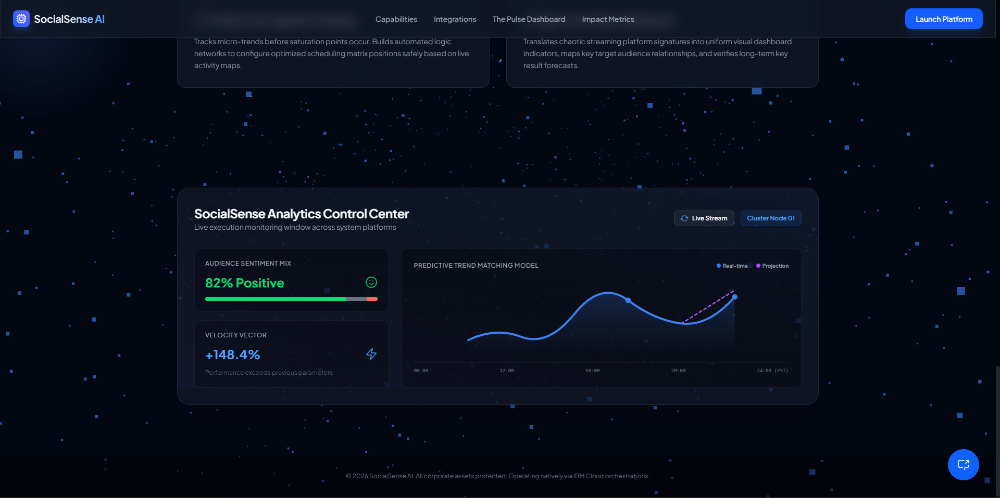 SocialSense AI
Capabilities
Integrations
The Pulse Dashboard
Impact Metrics
Launch Platform
Tracks micro-trends before saturation points occur. Builds automated logic
networks to configure optimized scheduling matrix positions safely based on live
activity maps.
Translates chaotic streaming platform signatures into uniform visual dashboard
indicators, maps key target audience relationships, and verifies long-term key
result forecasts.
SocialSense Analytics Control Center
Live execution monitoring window across system platforms
Live Stream
Cluster Node 01
AUDIENCE SENTIMENT MIX
82% Positive
VELOCITY VECTOR
+148.4%
Performance exceeds previous parameters
PREDICTIVE TREND MATCHING MODEL
Real-time
Projection
08:00
12:00
16:00
20:00
24:00 (EST)
© 2026 SocialSense AI. All corporate assets protected. Operating natively via IBM Cloud orchestrations.